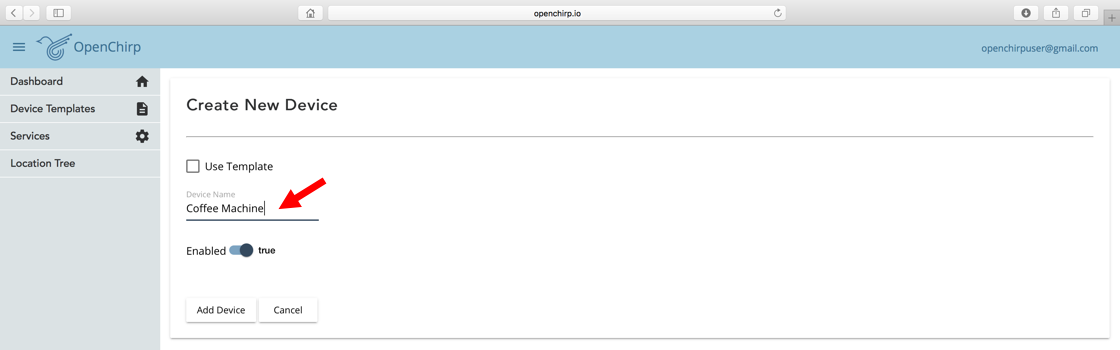 openchirp.io
OpenChirp
openchirpuser@gmail.com
Dashboard
Device Templates
Services
Location Tree
Create New Device
Use Template
Device Name
Coffee Machine
Enabled true
Add Device Cancel